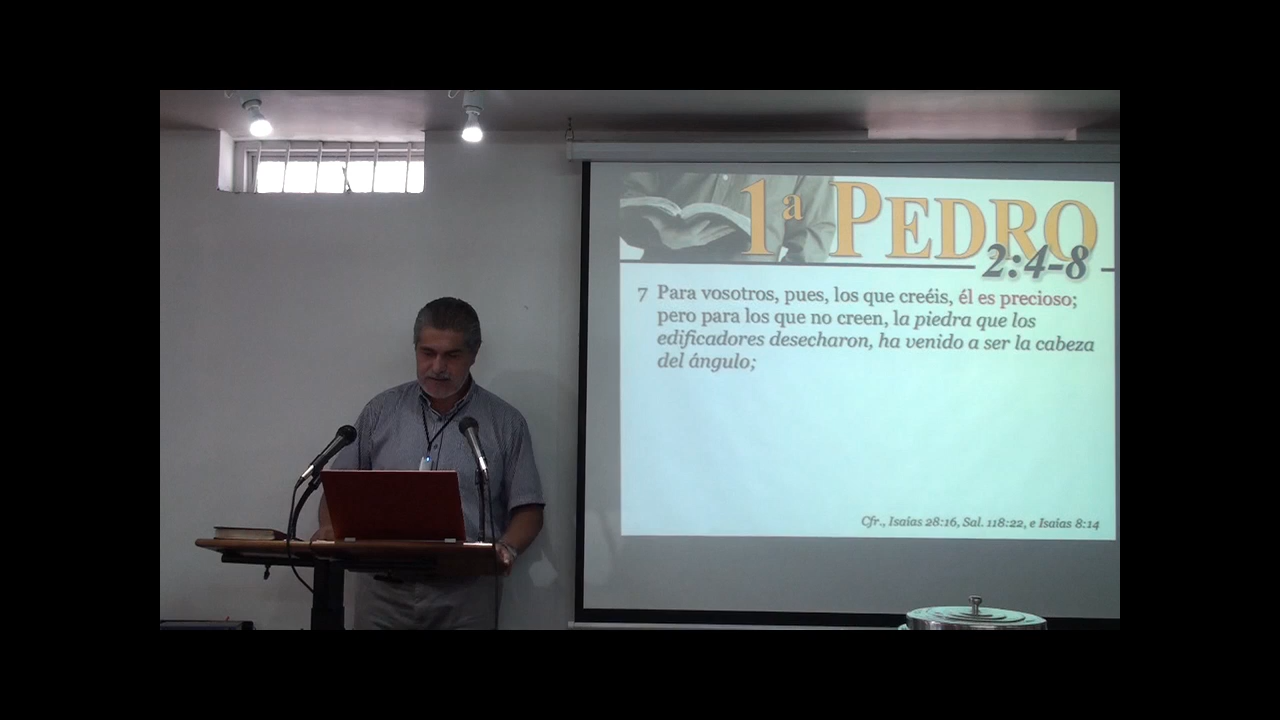 1ª PEDRO
2:4-8
7 Para vosotros, pues, los que creéis, él es precioso;
pero para los que no creen, la piedra que los
edificadores desecharon, ha venido a ser la cabeza
del ángulo;
Cfr., Isaías 28:16, Sal. 118:22, e Isaías 8:14